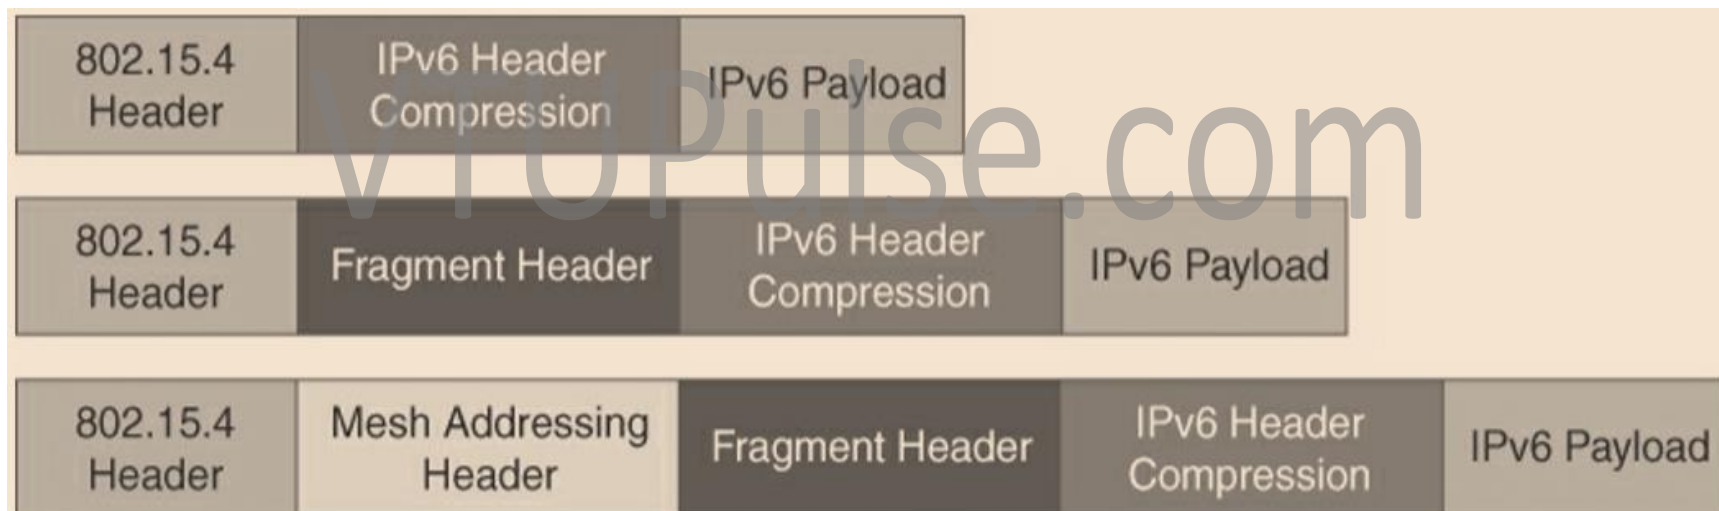 802.15.4
Header
IPv6 Header
Compression
IPv6 Payload
VTUPulse.com
802.15.4
Header
Fragment Header
IPv6 Header
Compression
IPv6 Payload
802.15.4
Header
Mesh Addressing
Header
Fragment Header
IPv6 Header
Compression
IPv6 Payload